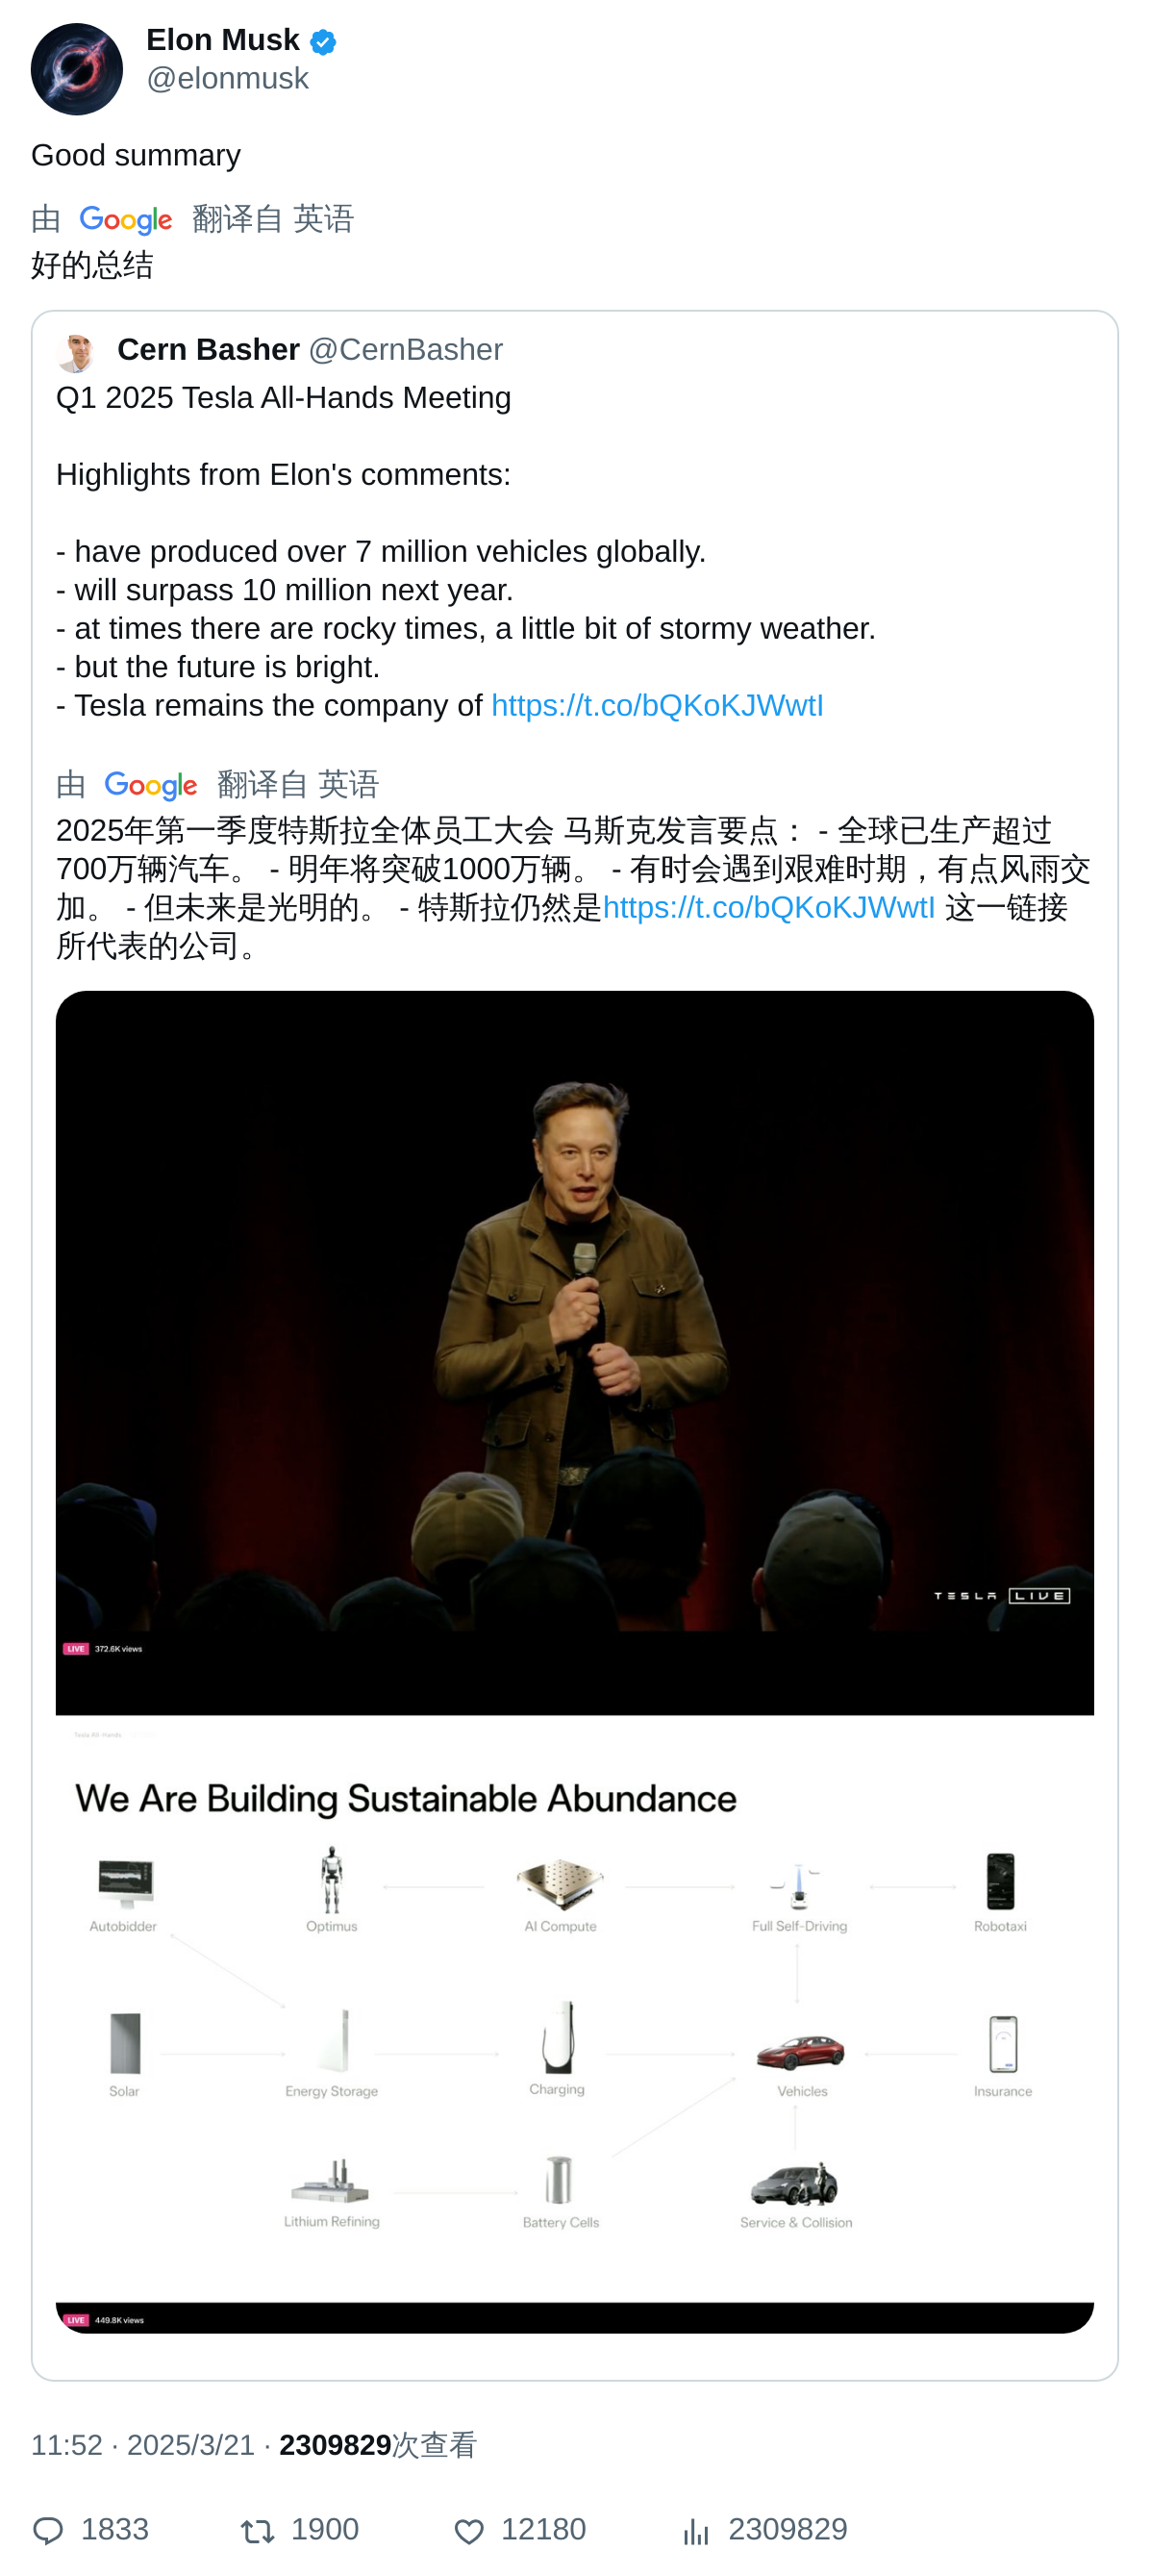 Elon Musk
@elonmusk
Good summary
由 Google 翻译自 英语
好的总结
Cern Basher @CernBasher
Q1 2025 Tesla All-Hands Meeting
Highlights from Elon's comments:
- have produced over 7 million vehicles globally.
- will surpass 10 million next year.
- at times there are rocky times, a little bit of stormy weather.
- but the future is bright.
- Tesla remains the company of https://t.co/bQKoKJWwtI
由 Google 翻译自 英语
2025年第一季度特斯拉全体员工大会 马斯克发言要点： - 全球已生产超过
700万辆汽车。 - 明年将突破1000万辆。 - 有时会遇到艰难时期，有点风雨交
加。 - 但未来是光明的。 - 特斯拉仍然是https://t.co/bQKoKJWwtI 这一链接
所代表的公司。
TESLA LIVE
LIVE 372.6K views
Tesla All-Hands
We Are Building Sustainable Abundance
Autobidder Optimus AI Compute Full Self-Driving Robotaxi
Solar Energy Storage Charging Vehicles Insurance
Lithium Refining Battery Cells Service & Collision
LIVE 449.8K views
11:52 · 2025/3/21 · 2309829次查看
1833 1900 12180 2309829